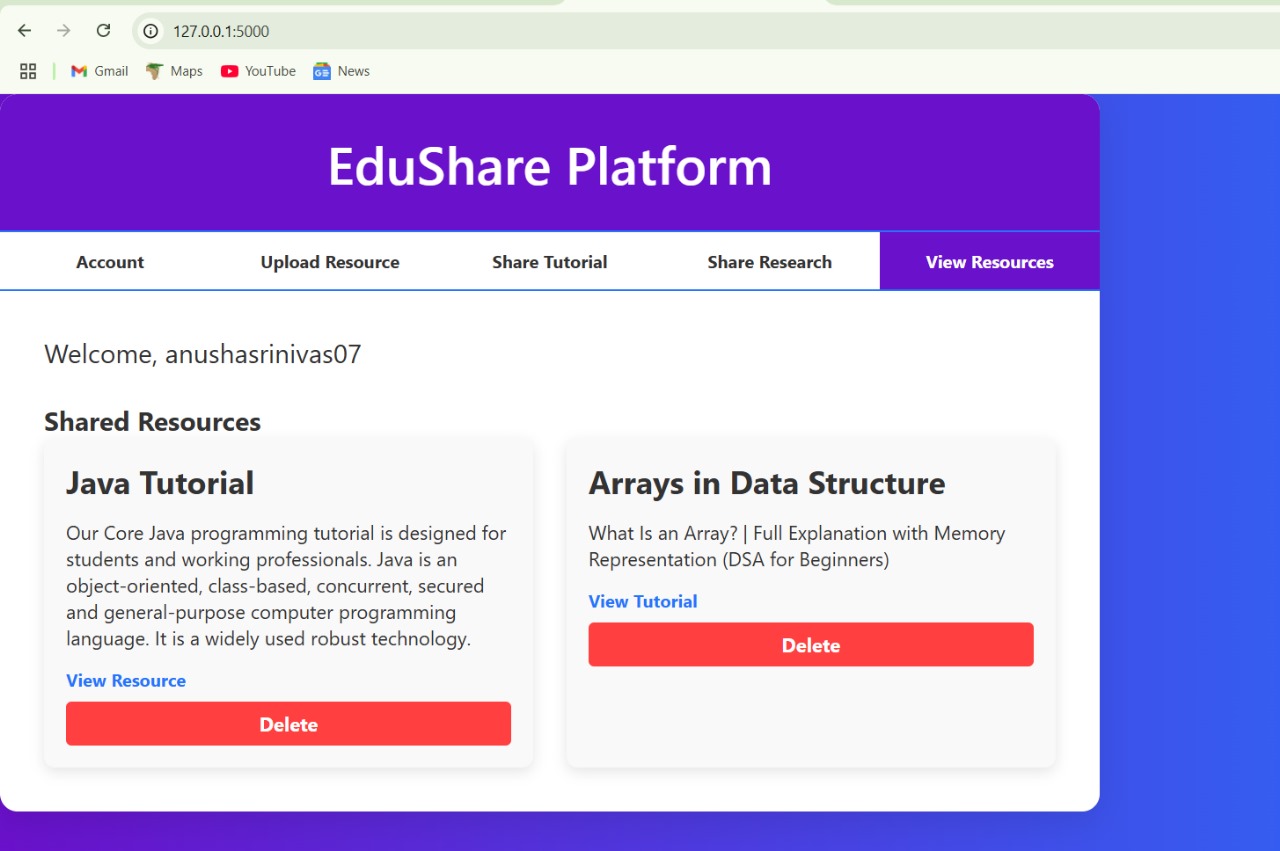 127.0.0.1:5000
Gmail Maps YouTube News
EduShare Platform
Account Upload Resource Share Tutorial Share Research View Resources
Welcome, anushasrinivas07
Shared Resources
Java Tutorial
Our Core Java programming tutorial is designed for
students and working professionals. Java is an
object-oriented, class-based, concurrent, secured
and general-purpose computer programming
language. It is a widely used robust technology.
View Resource
Delete
Arrays in Data Structure
What Is an Array? | Full Explanation with Memory
Representation (DSA for Beginners)
View Tutorial
Delete